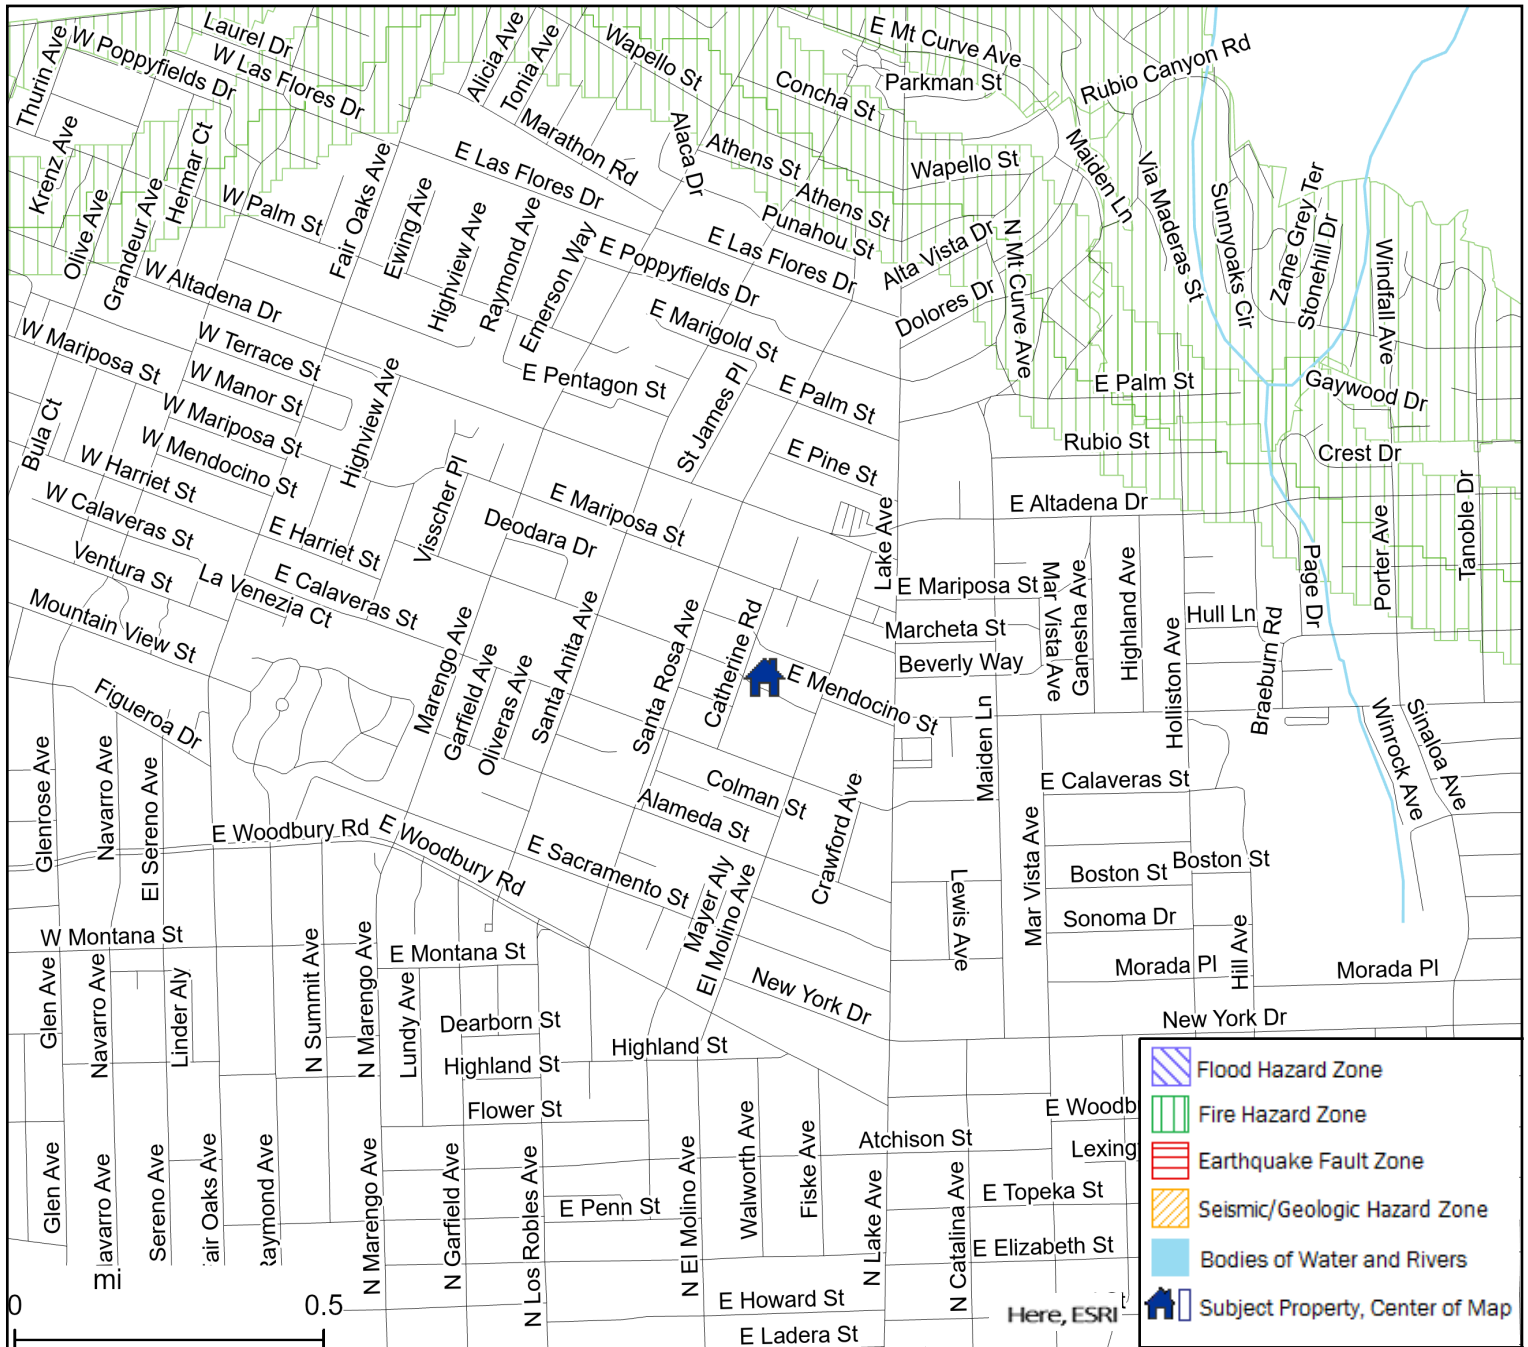 Laurel Dr
W Las Flores Dr
W Poppyfields Dr
Thurin Ave
Krenz Ave
Olive Ave
Grandeur Ave
Hermar Ct
W Palm St
Fair Oaks Ave
Alicia Ave
Tonia Ave
Wapello St
Marathon Rd
E Las Flores Dr
Alaca Dr
Concha St
E Mt Curve Ave
Parkman St
Rubio Canyon Rd
Athens St
Athens St
Punahou St
Wapello St
Maiden Ln
Via Maderas St
Sunnyoaks Cir
Zane Grey Ter
Stonehill Dr
Windfall Ave
Ewing Ave
Highview Ave
Raymond Ave
Emerson Way
E Poppyfields Dr
E Las Flores Dr
Alta Vista Dr
Dolores Dr
N Mt Curve Ave
W Altadena Dr
W Terrace St
W Manor St
W Mariposa St
W Mariposa St
W Mendocino St
W Harriet St
W Calaveras St
Bula Ct
Highview Ave
E Marigold St
E Pentagon St
St James Pl
E Palm St
E Pine St
E Palm St
Rubio St
Gaywood Dr
Crest Dr
E Altadena Dr
Tanoble Dr
Porter Ave
Page Dr
Lake Ave
E Mariposa St
Deodara Dr
Visscher Pl
E Harriet St
E Calaveras St
La Venezia Ct
Ventura St
Mountain View St
Figueroa Dr
E Mariposa St
Marcheta St
Beverly Way
Mar Vista Ave
Ganesha Ave
Highland Ave
Holliston Ave
Hull Ln
Braeburn Rd
Marengo Ave
Garfield Ave
Oliveras Ave
Santa Anita Ave
Santa Rosa Ave
Catherine Rd
E Mendocino St
Maiden Ln
Winrock Ave
Sinaloa Ave
Glenrose Ave
Navarro Ave
El Sereno Ave
E Woodbury Rd
E Woodbury Rd
Colman St
Alameda St
Crawford Ave
E Calaveras St
Mar Vista Ave
Boston St
Boston St
E Sacramento St
Mayer Aly
El Molino Ave
Lewis Ave
Sonoma Dr
Hill Ave
Morada Pl
Morada Pl
W Montana St
E Montana St
N Summit Ave
N Marengo Ave
Lundy Ave
Glen Ave
Navarro Ave
Linder Aly
New York Dr
New York Dr
Dearborn St
Highland St
Highland St
Flower St
E Woodb
Lexing
Atchison St
E Topeka St
E Elizabeth St
E Penn St
E Howard St
E Ladera St
Glen Ave
avarro Ave
Sereno Ave
air Oaks Ave
Raymond Ave
N Marengo Ave
N Garfield Ave
N Los Robles Ave
N El Molino Ave
Walworth Ave
Fiske Ave
N Lake Ave
N Catalina Ave
mi
0 0.5
Here, ESRI
Flood Hazard Zone
Fire Hazard Zone
Earthquake Fault Zone
Seismic/Geologic Hazard Zone
Bodies of Water and Rivers
Subject Property, Center of Map